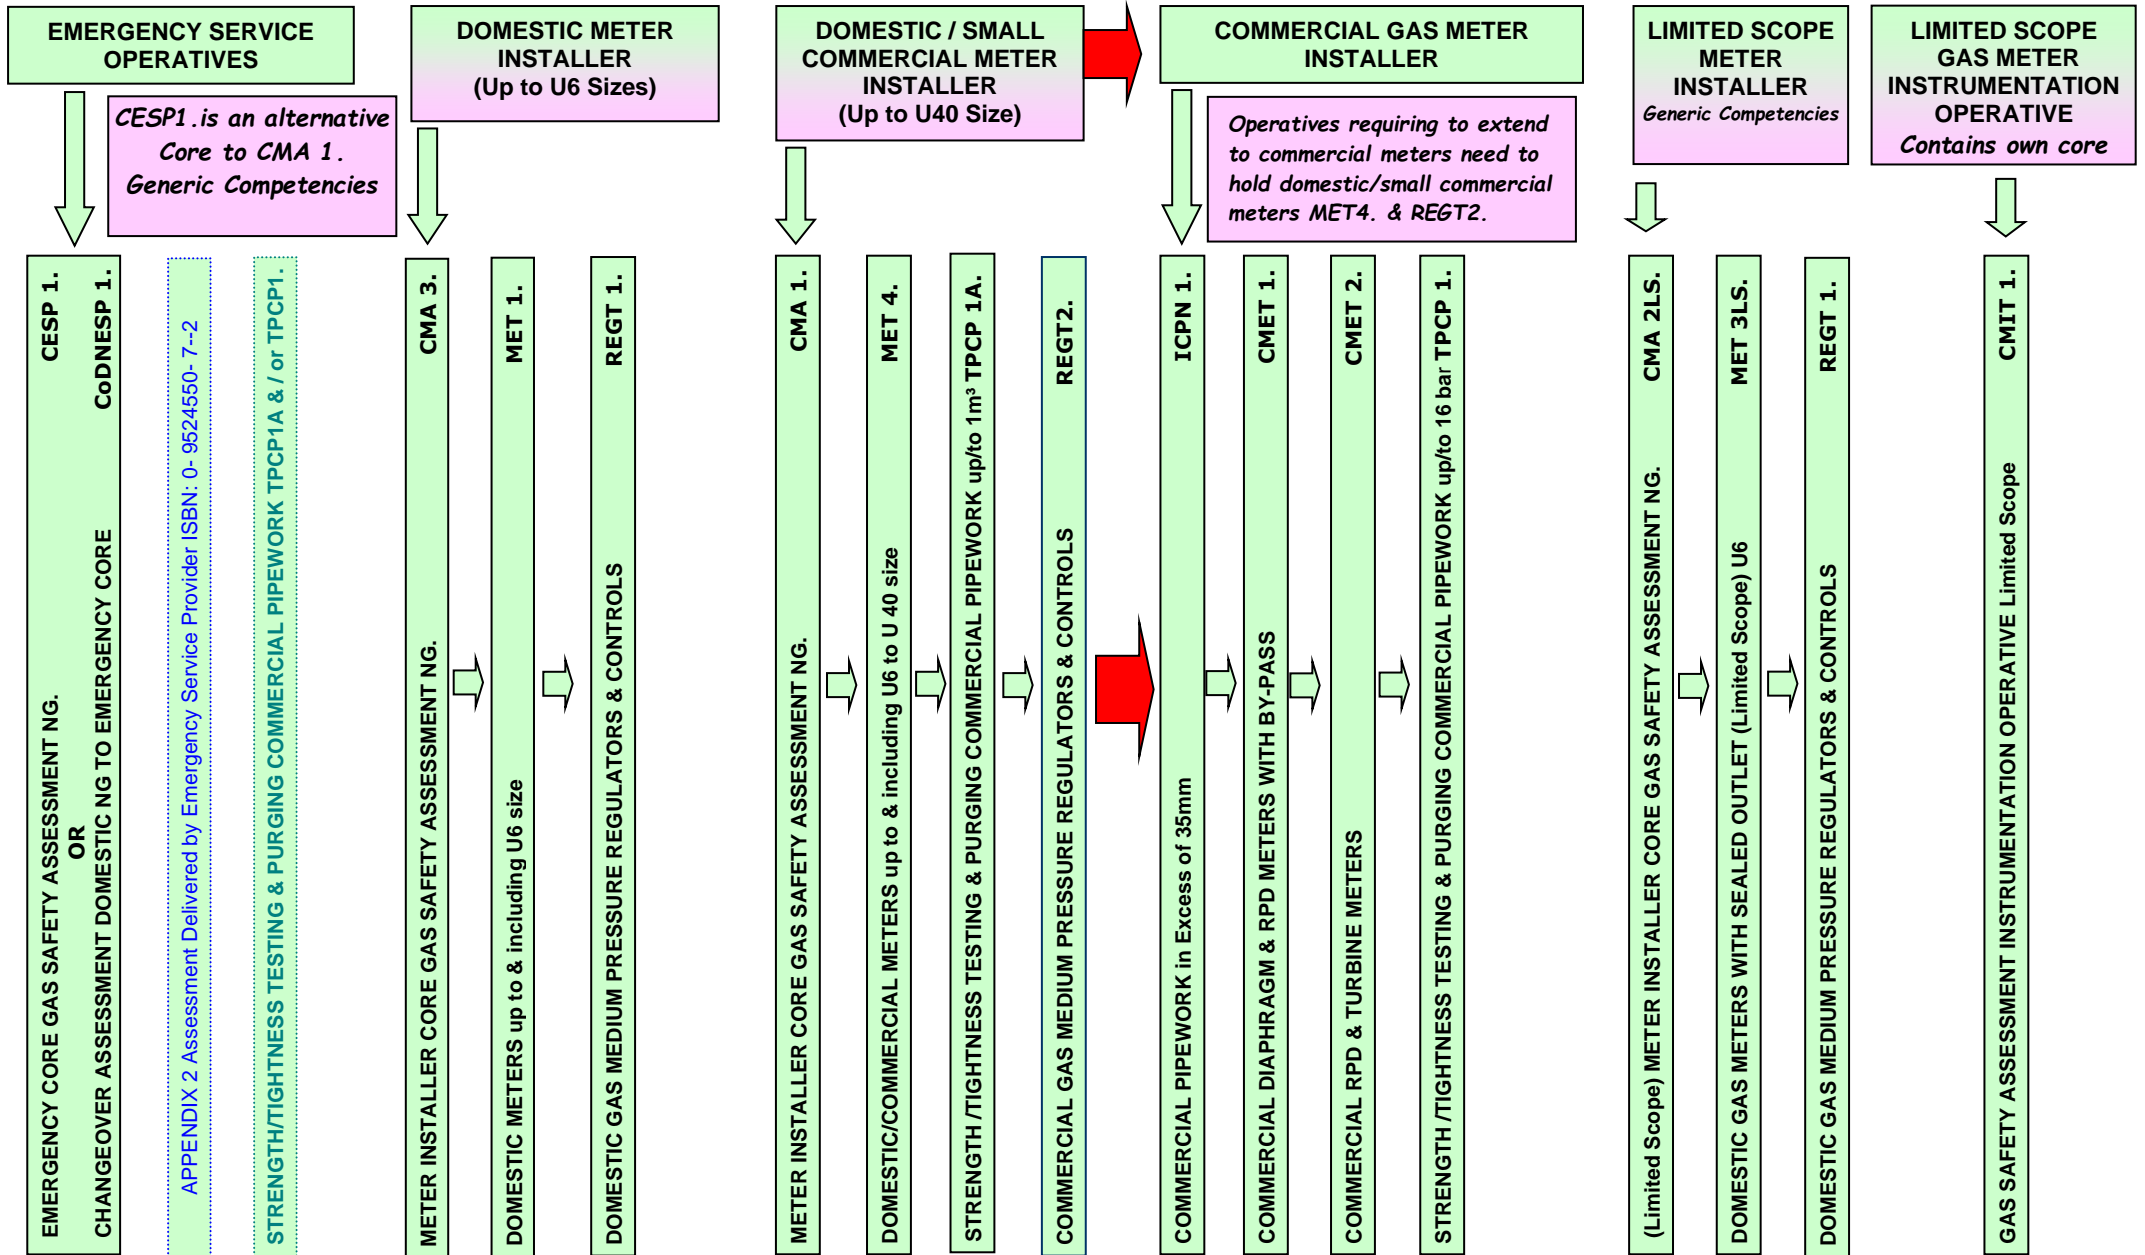 EMERGENCY SERVICE
OPERATIVES
CESP1.is an alternative
Core to CMA 1.
Generic Competencies
DOMESTIC METER
INSTALLER
(Up to U6 Sizes)
DOMESTIC / SMALL
COMMERCIAL METER
INSTALLER
(Up to U40 Size)
COMMERCIAL GAS METER
INSTALLER
Operatives requiring to extend
to commercial meters need to
hold domestic/small commercial
meters MET4. & REGT2.
LIMITED SCOPE
METER
INSTALLER
Generic Competencies
LIMITED SCOPE
GAS METER
INSTRUMENTATION
OPERATIVE
Contains own core
EMERGENCY CORE GAS SAFETY ASSESSMENT NG. CESP 1.
OR
CHANGEOVER ASSESSMENT DOMESTIC NG TO EMERGENCY CORE CoDNESP 1.
APPENDIX 2 Assessment Delivered by Emergency Service Provider ISBN: 0- 9524550- 7--2
STRENGTH/TIGHTNESS TESTING & PURGING COMMERCIAL PIPEWORK TPCP1A & / or TPCP1.
METER INSTALLER CORE GAS SAFETY ASSESSMENT NG. CMA 3.
DOMESTIC METERS up to & including U6 size MET 1.
DOMESTIC GAS MEDIUM PRESSURE REGULATORS & CONTROLS REGT 1.
METER INSTALLER CORE GAS SAFETY ASSESSMENT NG. CMA 1.
DOMESTIC/COMMERCIAL METERS up to & including U6 to U 40 size MET 4.
STRENGTH /TIGHTNESS TESTING & PURGING COMMERCIAL PIPEWORK up/to 1m³ TPCP 1A.
COMMERCIAL GAS MEDIUM PRESSURE REGULATORS & CONTROLS REGT2.
COMMERCIAL PIPEWORK in Excess of 35mm ICPN 1.
COMMERCIAL DIAPHRAGM & RPD METERS WITH BY-PASS CMET 1.
COMMERCIAL RPD & TURBINE METERS CMET 2.
STRENGTH /TIGHTNESS TESTING & PURGING COMMERCIAL PIPEWORK up/to 16 bar TPCP 1.
(Limited Scope) METER INSTALLER CORE GAS SAFETY ASSESSMENT NG. CMA 2LS.
DOMESTIC GAS METERS WITH SEALED OUTLET (Limited Scope) U6 MET 3LS.
DOMESTIC GAS MEDIUM PRESSURE REGULATORS & CONTROLS REGT 1.
GAS SAFETY ASSESSMENT INSTRUMENTATION OPERATIVE Limited Scope CMIT 1.